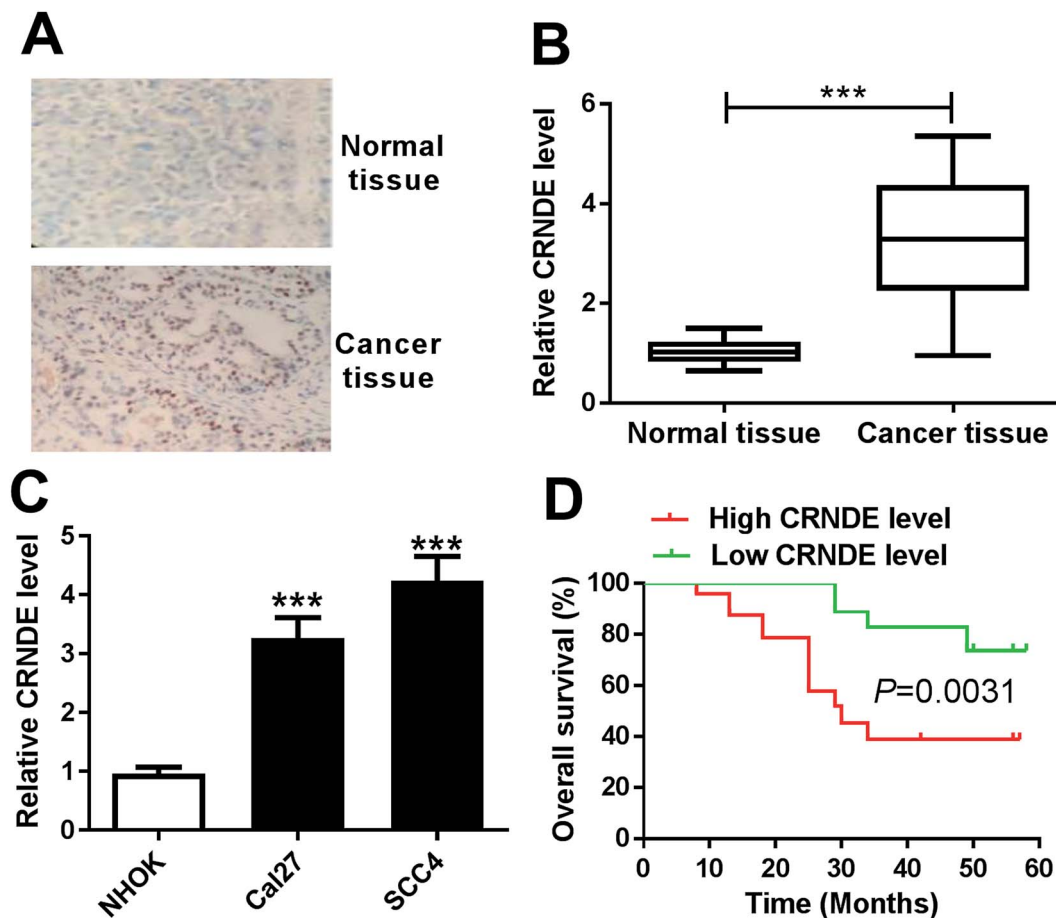 A
Normal
tissue
Cancer
tissue
B
***
Relative CRNDE level
6
4
2
0
Normal tissue
Cancer tissue
C
Relative CRNDE level
5
4
3
2
1
0
***
***
NHOK
Cal27
SCC4
D
High CRNDE level
Low CRNDE level
Overall survival (%)
100
80
60
40
20
0
P=0.0031
0 10 20 30 40 50 60
Time (Months)